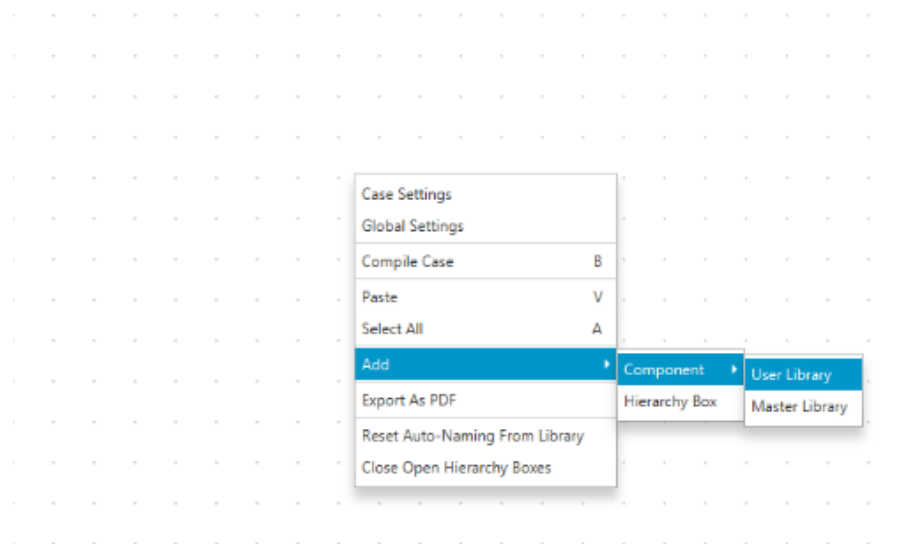 Case Settings
Global Settings
Compile Case B
Paste V
Select All A
Add
Component
User Library
Hierarchy Box
Master Library
Export As PDF
Reset Auto-Naming From Library
Close Open Hierarchy Boxes